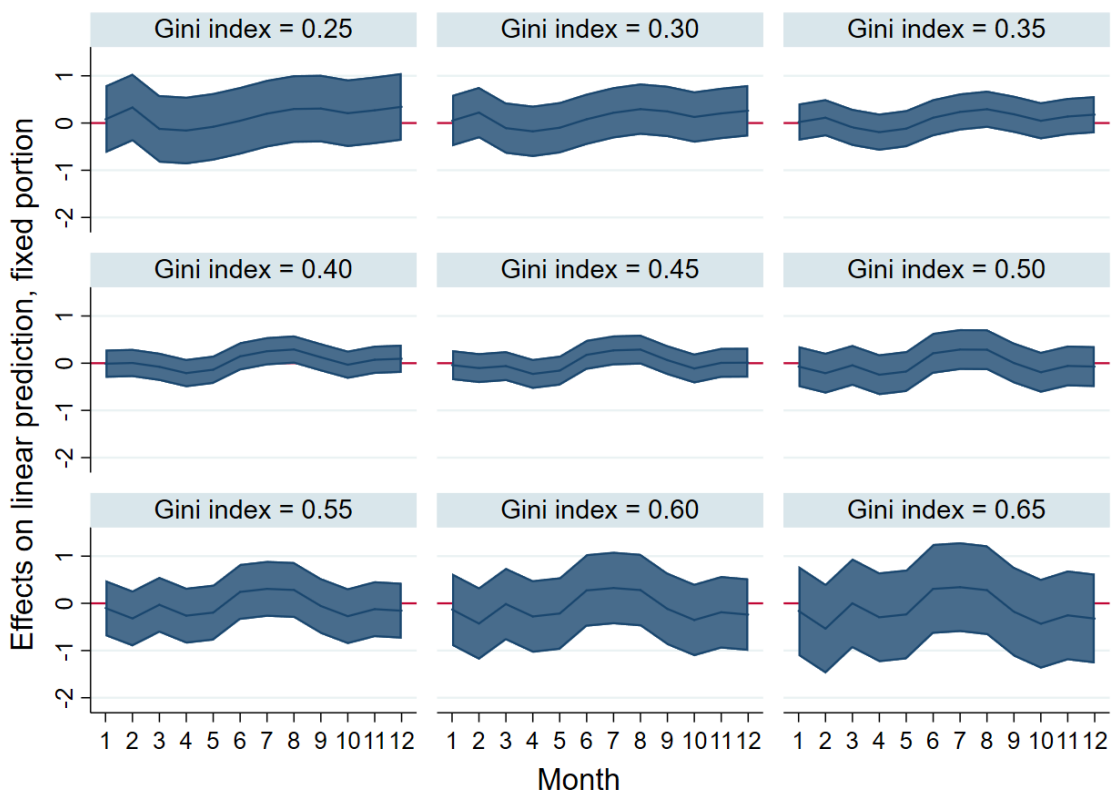 Effects on linear prediction, fixed portion
Gini index = 0.25
Gini index = 0.30
Gini index = 0.35
1
0
-1
-2
Gini index = 0.40
Gini index = 0.45
Gini index = 0.50
1
0
-1
-2
Gini index = 0.55
Gini index = 0.60
Gini index = 0.65
1
0
-1
-2
1 2 3 4 5 6 7 8 9 10 11 12
1 2 3 4 5 6 7 8 9 10 11 12
1 2 3 4 5 6 7 8 9 10 11 12
Month